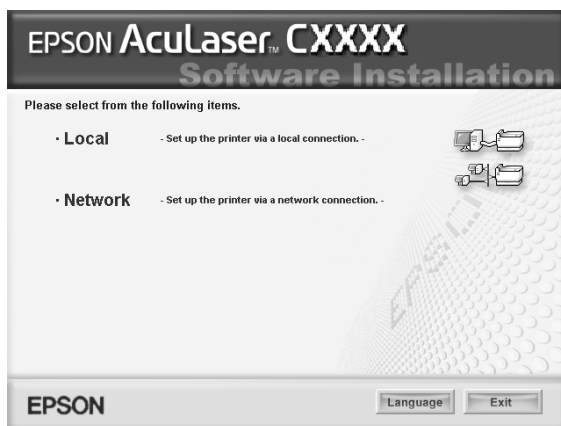 EPSON AcuLaser™ CXXXX
Software Installation
Please select from the following items.
· Local - Set up the printer via a local connection. -
· Network - Set up the printer via a network connection. -
EPSON
EPSON
Language
Exit